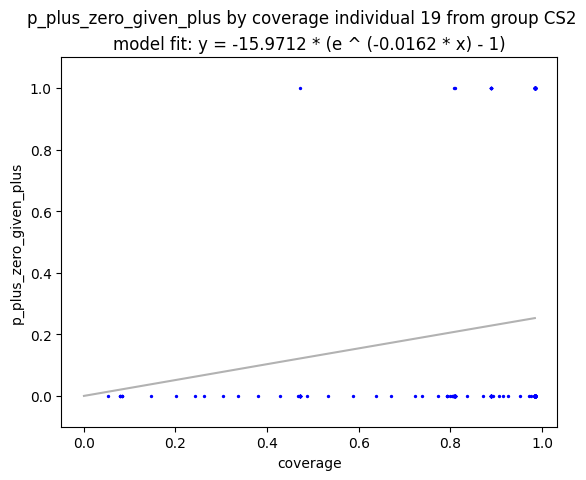 p_plus_zero_given_plus by coverage individual 19 from group CS2
model fit: y = -15.9712 * (e ^ (-0.0162 * x) - 1)
p_plus_zero_given_plus
1.0
0.8
0.6
0.4
0.2
0.0
0.0 0.2 0.4 0.6 0.8 1.0
coverage